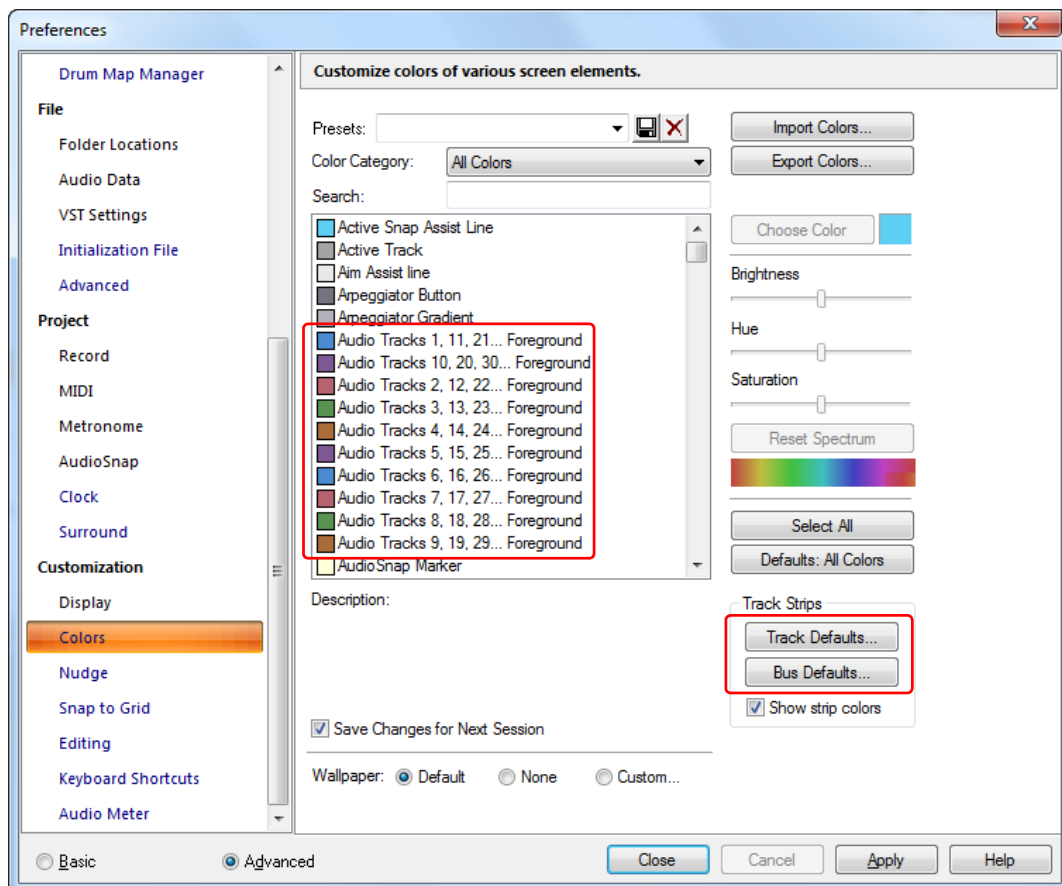 Preferences
Drum Map Manager
File
Folder Locations
Audio Data
VST Settings
Initialization File
Advanced
Project
Record
MIDI
Metronome
AudioSnap
Clock
Surround
Customization
Display
Colors
Nudge
Snap to Grid
Editing
Keyboard Shortcuts
Audio Meter
Customize colors of various screen elements.
Presets:
Color Category: All Colors
Search:
Active Snap Assist Line
Active Track
Aim Assist line
Arpeggiator Button
Arpeggiator Gradient
Audio Tracks 1, 11, 21... Foreground
Audio Tracks 10, 20, 30... Foreground
Audio Tracks 2, 12, 22... Foreground
Audio Tracks 3, 13, 23... Foreground
Audio Tracks 4, 14, 24... Foreground
Audio Tracks 5, 15, 25... Foreground
Audio Tracks 6, 16, 26... Foreground
Audio Tracks 7, 17, 27... Foreground
Audio Tracks 8, 18, 28... Foreground
Audio Tracks 9, 19, 29... Foreground
AudioSnap Marker
Description:
Save Changes for Next Session
Wallpaper: Default None Custom...
Import Colors...
Export Colors...
Choose Color
Brightness
Hue
Saturation
Reset Spectrum
Select All
Defaults: All Colors
Track Strips
Track Defaults...
Bus Defaults...
Show strip colors
Basic Advanced Close Cancel Apply Help